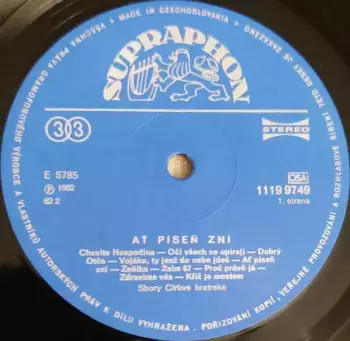 MADE IN CZECHOSLOVAKIA • VŠECHNA PRÁVA GRAMOFONOVÉHO VÝROBCE A VLASTNÍKŮ AUTORSKÝCH PRÁV K DÍLU VYHRAZENA. POŘIZOVÁNÍ KOPIÍ, VEŘEJNÉ PROVOZOVÁNÍ A ROZHLASOVÉ ŠÍŘENÍ TÉTO DESKY JE ZAKÁZÁNO
SUPRAPHON
33
STEREO
E 5785
OSA
Ⓟ 1982
1119 9749
62 2
1. strana
AŤ PÍSEŇ ZNÍ
Chvalte Hospodina — Oči všech se upírají — Dobrý
Otče — Vojáku, ty jenž do nebe jdeš — Ať píseň
zní — Znělka — Žalm 67 — Proč právě já —
Zdravíme vás — Kříž je mostem
Sbory Církve bratrské